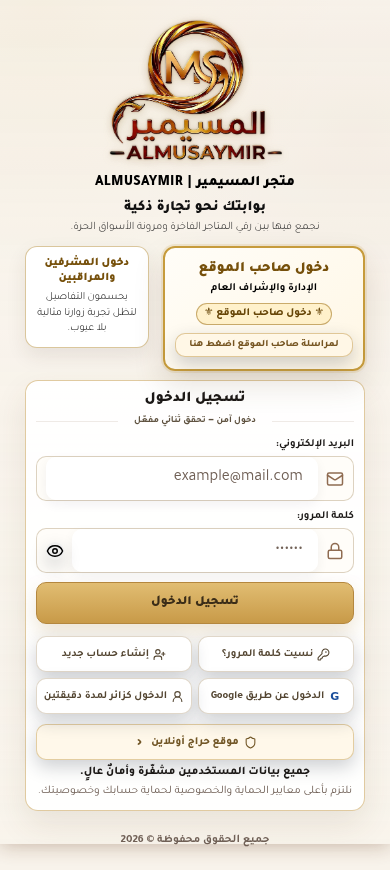 MS
المسيمير
ALMUSAYMIR
متجر المسيمير | ALMUSAYMIR
بوابتك نحو تجارة ذكية
نجمع فيها بين رقي المتاجر الفاخرة ومرونة الأسواق الحرة.
دخول صاحب الموقع
الإدارة والإشراف العام
⚜ دخول صاحب الموقع ⚜
لمراسلة صاحب الموقع اضغط هنا
دخول المشرفين
والمراقبين
يحسمون التفاصيل
لتظل تجربة زوارنا مثالية
بلا عيوب.
تسجيل الدخول
دخول آمن – تحقق ثنائي مفعّل
البريد الإلكتروني:
example@mail.com
كلمة المرور:
••••••
تسجيل الدخول
نسيت كلمة المرور؟
إنشاء حساب جديد
G الدخول عن طريق Google
الدخول كزائر لمدة دقيقتين
موقع حراج أونلاين ›
جميع بيانات المستخدمين مشفّرة وأمانٌ عالٍ.
نلتزم بأعلى معايير الحماية والخصوصية لحماية حسابك وخصوصيتك.
جميع الحقوق محفوظة © 2026